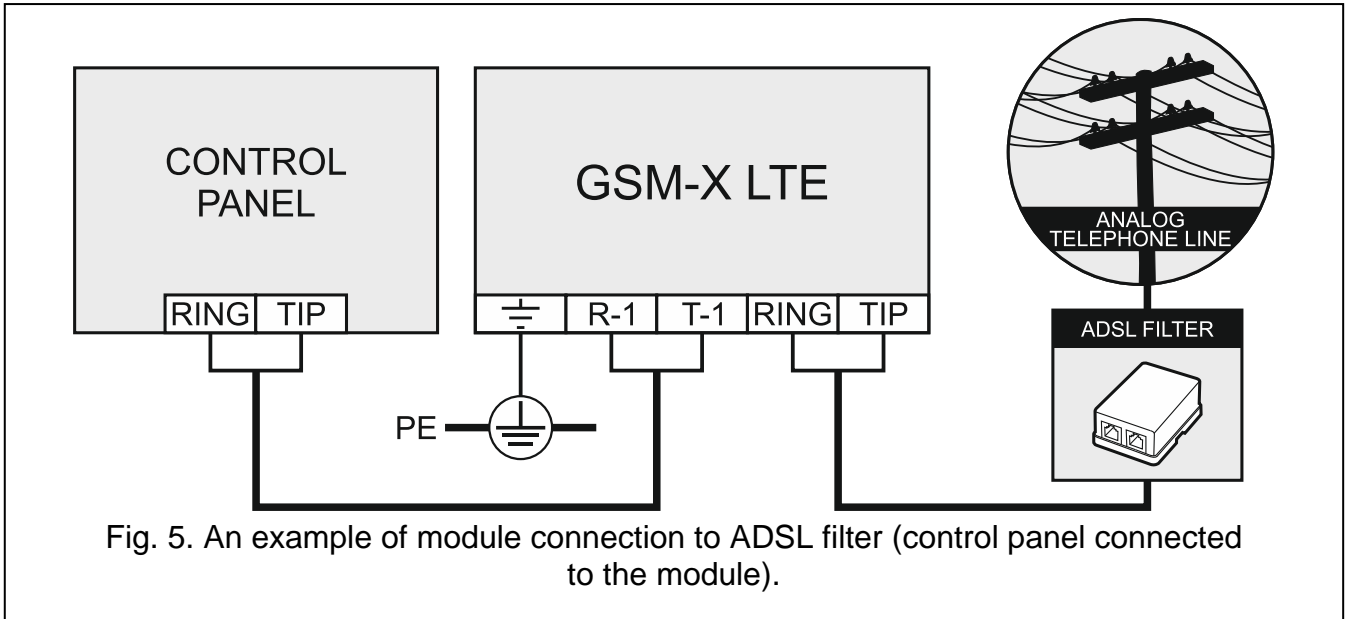 CONTROL
PANEL
RING TIP
GSM-X LTE
R-1 T-1 RING TIP
PE
ANALOG
TELEPHONE LINE
ADSL FILTER
Fig. 5. An example of module connection to ADSL filter (control panel connected
to the module).